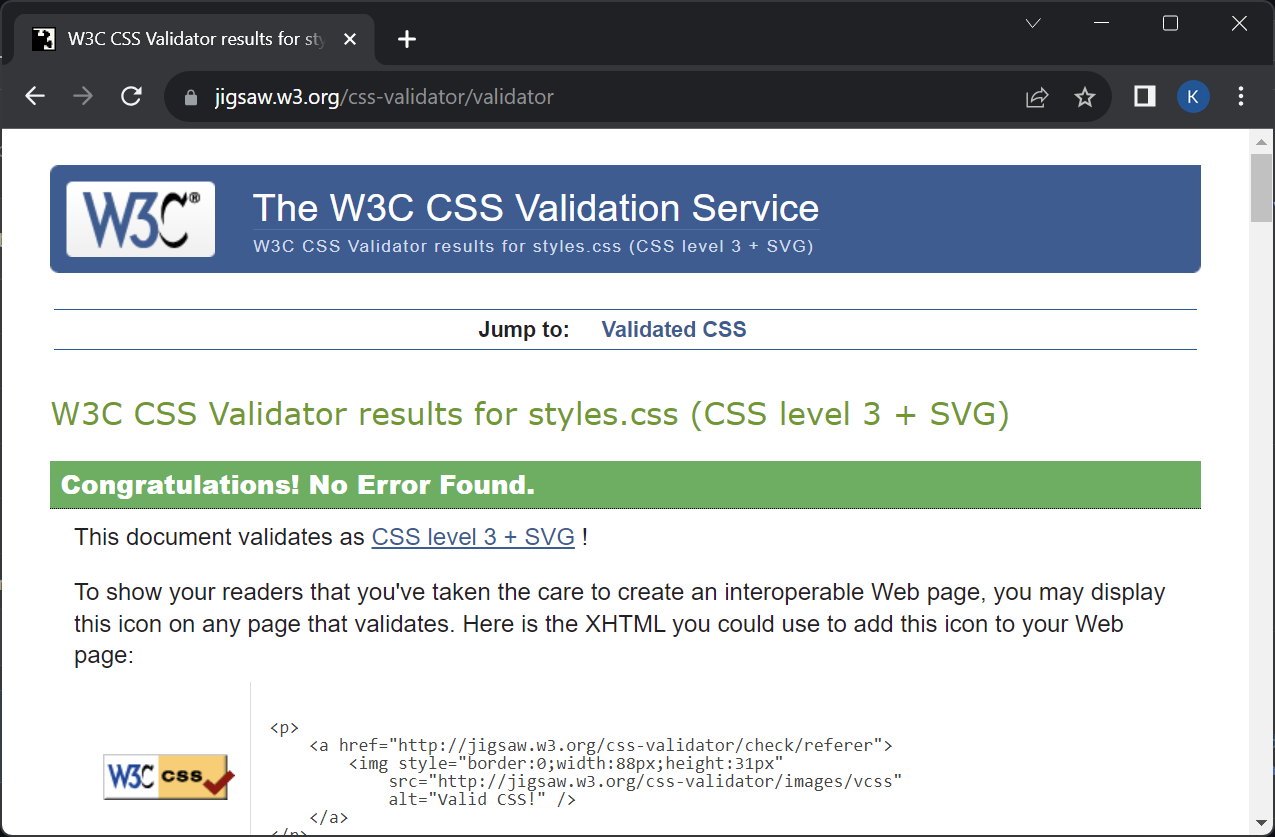 W3C CSS Validator results for sty
jigsaw.w3.org/css-validator/validator
K
W3C®
The W3C CSS Validation Service
W3C CSS Validator results for styles.css (CSS level 3 + SVG)
Jump to: Validated CSS
W3C CSS Validator results for styles.css (CSS level 3 + SVG)
Congratulations! No Error Found.
This document validates as CSS level 3 + SVG !
To show your readers that you've taken the care to create an interoperable Web page, you may display
this icon on any page that validates. Here is the XHTML you could use to add this icon to your Web
page:
W3C css
<p>
<a href="http://jigsaw.w3.org/css-validator/check/referer">
<img style="border:0;width:88px;height:31px"
src="http://jigsaw.w3.org/css-validator/images/vcss"
alt="Valid CSS!" />
</a>
</p>